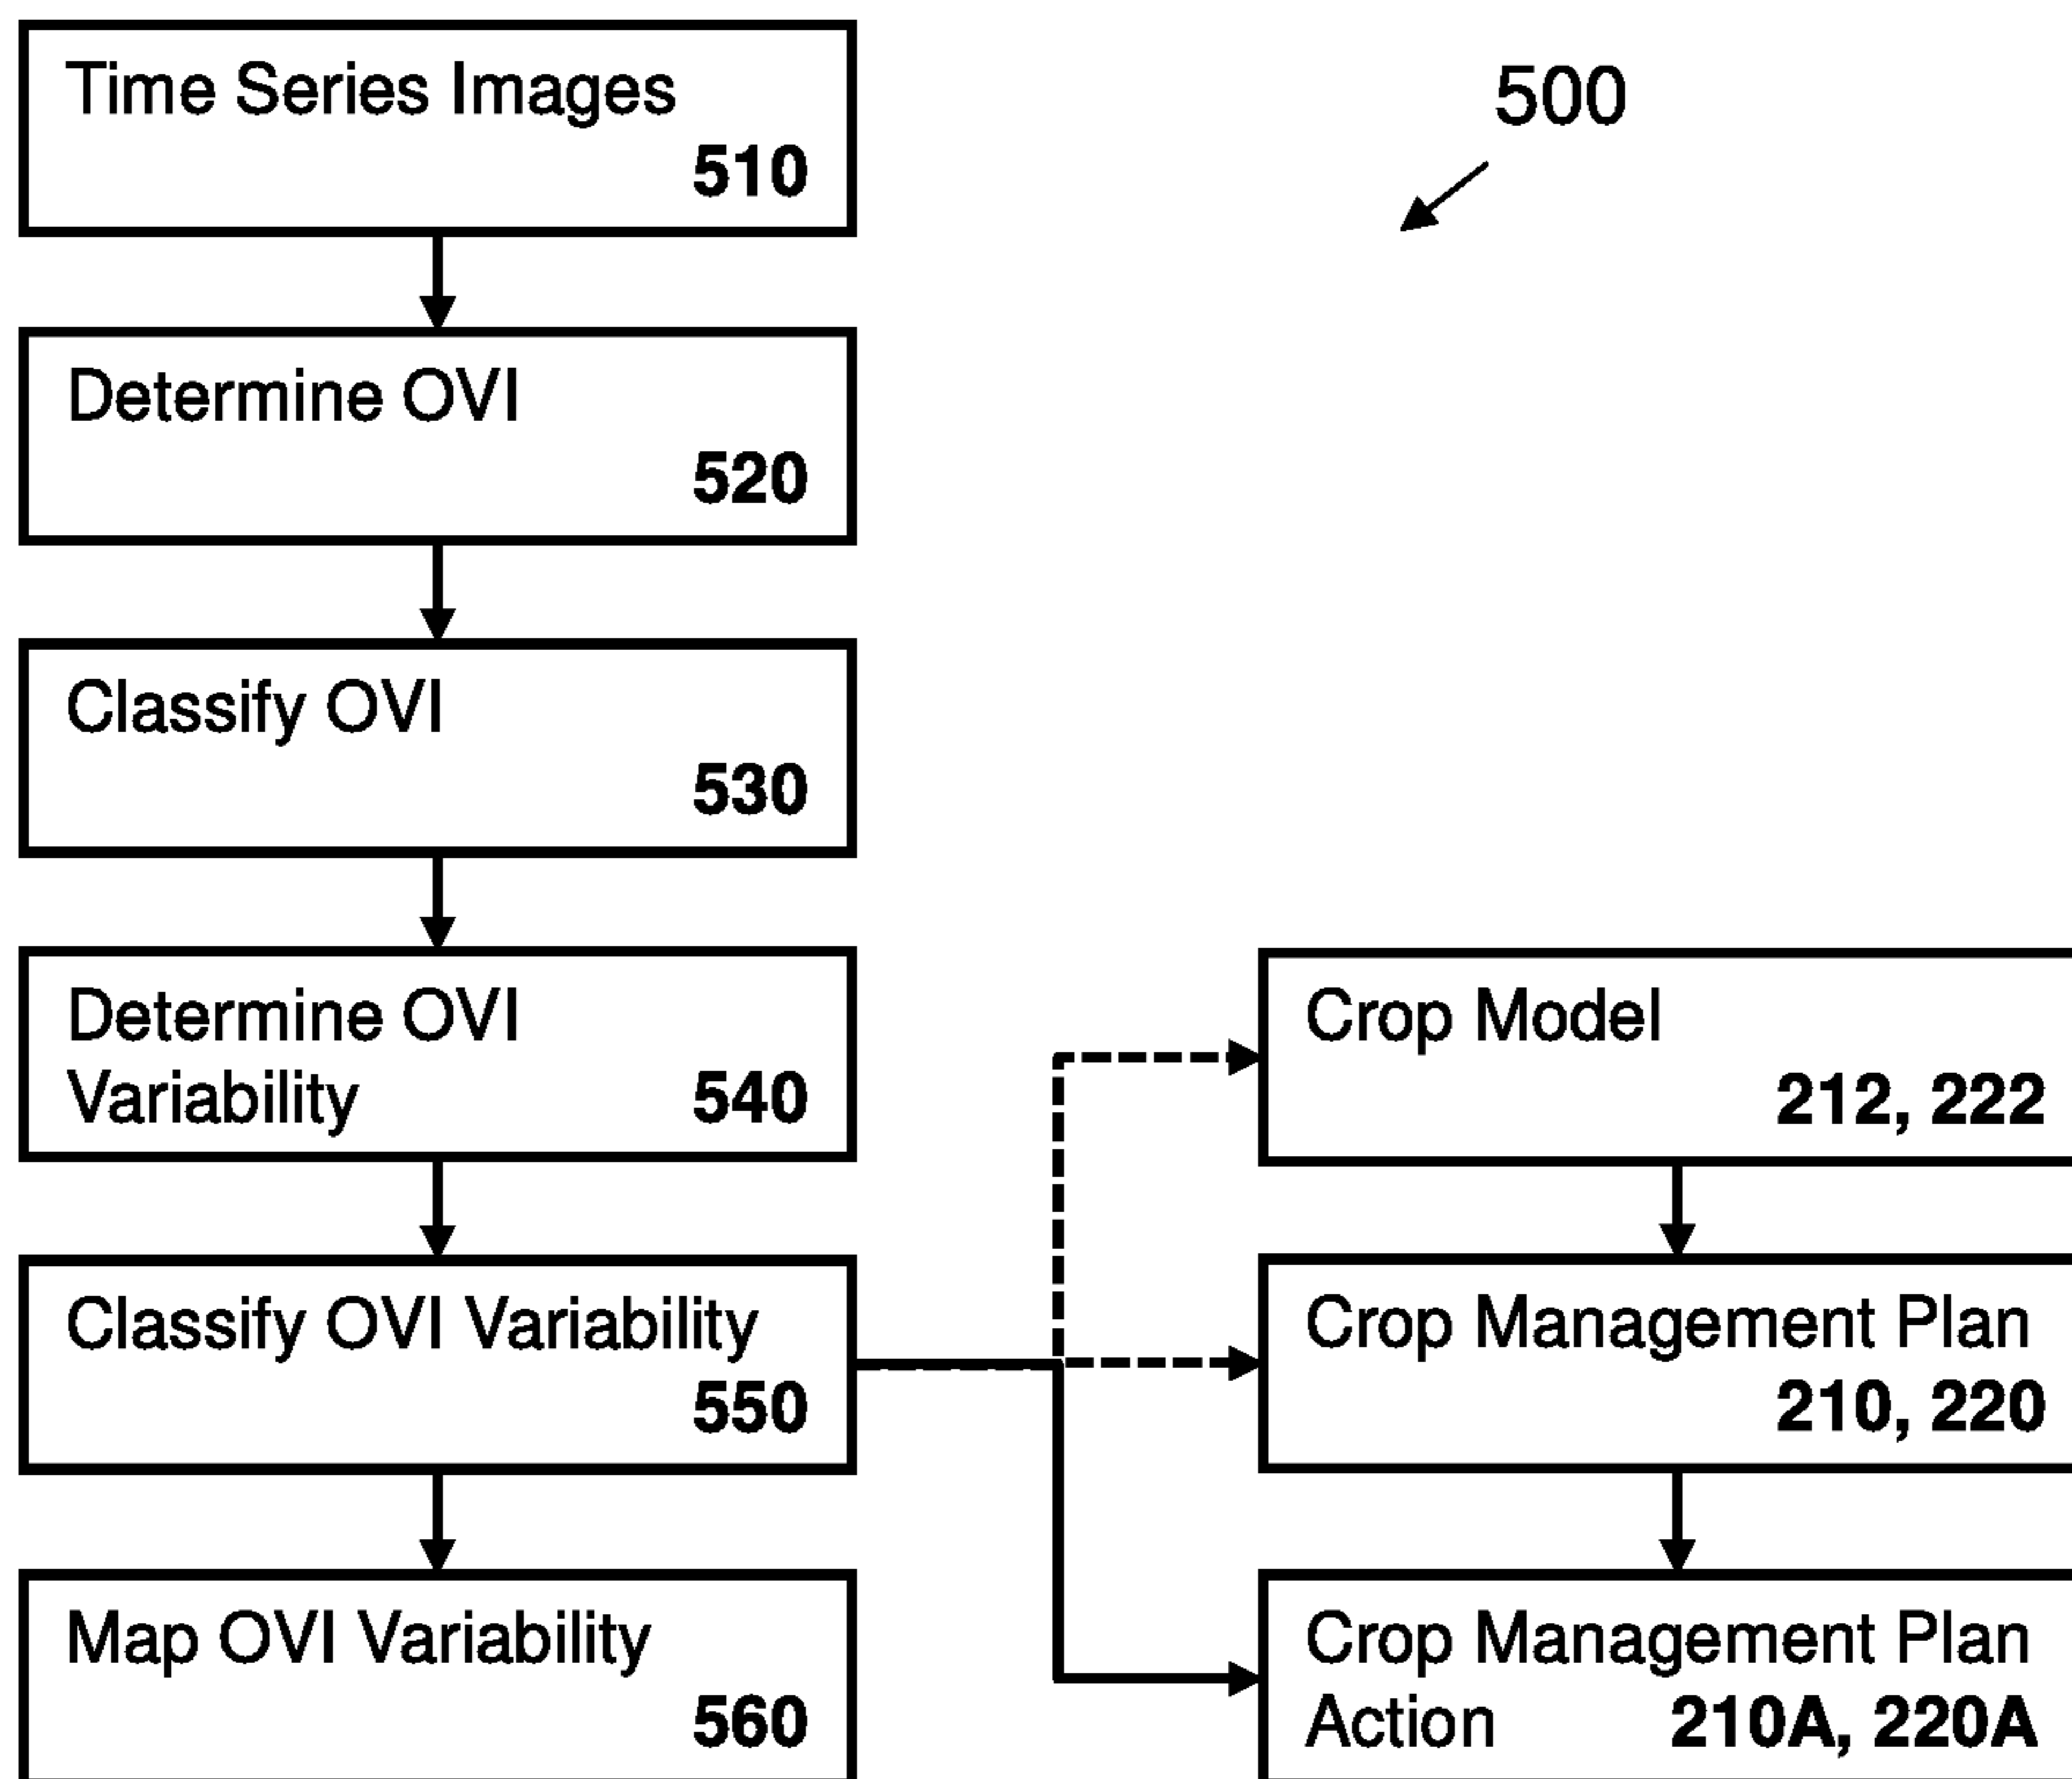 Time Series Images
510
500
Determine OVI
520
Classify OVI
530
Determine OVI
Variability 540
Classify OVI Variability
550
Map OVI Variability
560
Crop Model
212, 222
Crop Management Plan
210, 220
Crop Management Plan
Action 210A, 220A